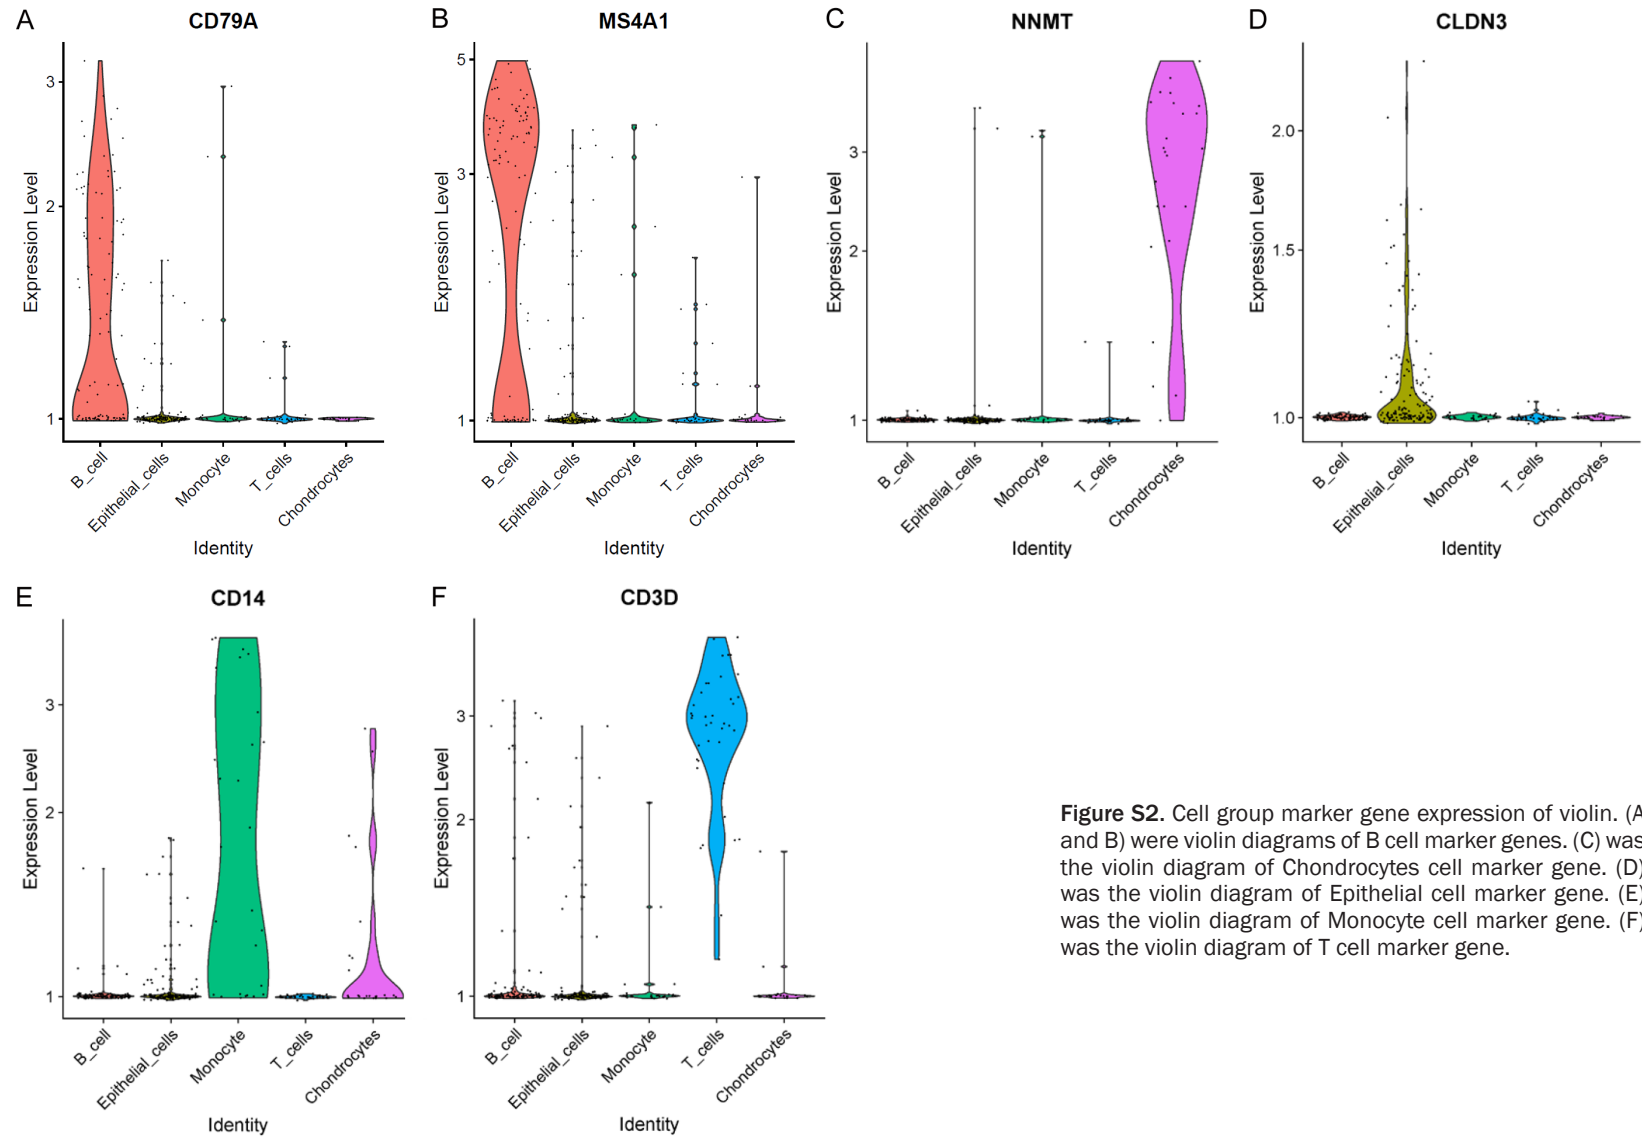 A
CD79A
Expression Level
3
2
1
B_cell
Epithelial_cells
Monocyte
T_cells
Chondrocytes
Identity
B
MS4A1
Expression Level
5
3
1
B_cell
Epithelial_cells
Monocyte
T_cells
Chondrocytes
Identity
C
NNMT
Expression Level
3
2
1
B_cell
Epithelial_cells
Monocyte
T_cells
Chondrocytes
Identity
D
CLDN3
Expression Level
2.0
1.5
1.0
B_cell
Epithelial_cells
Monocyte
T_cells
Chondrocytes
Identity
E
CD14
Expression Level
3
2
1
B_cell
Epithelial_cells
Monocyte
T_cells
Chondrocytes
Identity
F
CD3D
Expression Level
3
2
1
B_cell
Epithelial_cells
Monocyte
T_cells
Chondrocytes
Identity
Figure S2. Cell group marker gene expression of violin. (A
and B) were violin diagrams of B cell marker genes. (C) was
the violin diagram of Chondrocytes cell marker gene. (D)
was the violin diagram of Epithelial cell marker gene. (E)
was the violin diagram of Monocyte cell marker gene. (F)
was the violin diagram of T cell marker gene.